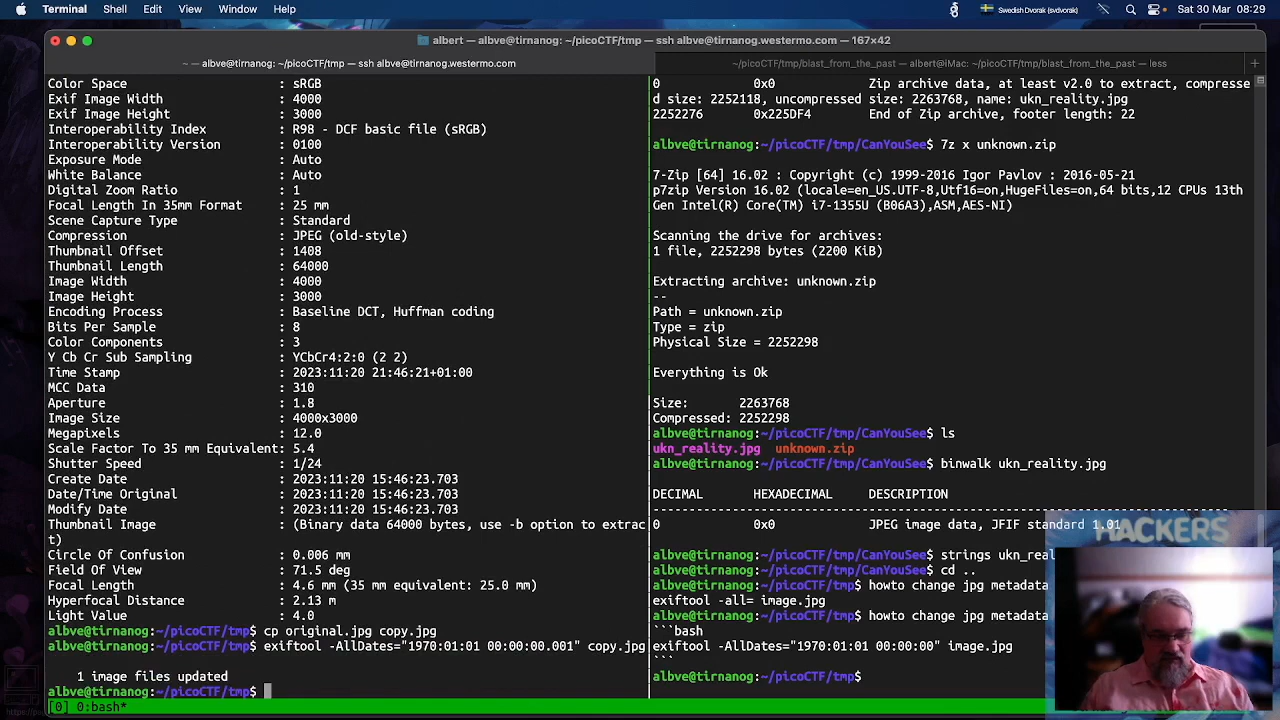 Terminal Shell Edit View Window Help Swedish Dvorak (svdvorak) Sat 30 Mar 08:29
albert — albve@tirnanog: ~/picoCTF/tmp — ssh albve@tirnanog.westermo.com — 167×42
~ — albve@tirnanog: ~/picoCTF/tmp — ssh albve@tirnanog.westermo.com
~/picoCTF/tmp/blast_from_the_past — albert@iMac: ~/picoCTF/tmp/blast_from_the_past — less +
Color Space : sRGB
Exif Image Width : 4000
Exif Image Height : 3000
Interoperability Index : R98 - DCF basic file (sRGB)
Interoperability Version : 0100
Exposure Mode : Auto
White Balance : Auto
Digital Zoom Ratio : 1
Focal Length In 35mm Format : 25 mm
Scene Capture Type : Standard
Compression : JPEG (old-style)
Thumbnail Offset : 1408
Thumbnail Length : 64000
Image Width : 4000
Image Height : 3000
Encoding Process : Baseline DCT, Huffman coding
Bits Per Sample : 8
Color Components : 3
Y Cb Cr Sub Sampling : YCbCr4:2:0 (2 2)
Time Stamp : 2023:11:20 21:46:21+01:00
MCC Data : 310
Aperture : 1.8
Image Size : 4000x3000
Megapixels : 12.0
Scale Factor To 35 mm Equivalent: 5.4
Shutter Speed : 1/24
Create Date : 2023:11:20 15:46:23.703
Date/Time Original : 2023:11:20 15:46:23.703
Modify Date : 2023:11:20 15:46:23.703
Thumbnail Image : (Binary data 64000 bytes, use -b option to extrac
t)
Circle Of Confusion : 0.006 mm
Field Of View : 71.5 deg
Focal Length : 4.6 mm (35 mm equivalent: 25.0 mm)
Hyperfocal Distance : 2.13 m
Light Value : 4.0
albve@tirnanog:~/picoCTF/tmp$ cp original.jpg copy.jpg
albve@tirnanog:~/picoCTF/tmp$ exiftool -AllDates="1970:01:01 00:00:00.001" copy.jpg
1 image files updated
albve@tirnanog:~/picoCTF/tmp$
[0] 0:bash*
0 0x0 Zip archive data, at least v2.0 to extract, compresse
d size: 2252118, uncompressed size: 2263768, name: ukn_reality.jpg
2252276 0x225DF4 End of Zip archive, footer length: 22
albve@tirnanog:~/picoCTF/tmp/CanYouSee$ 7z x unknown.zip
7-Zip [64] 16.02 : Copyright (c) 1999-2016 Igor Pavlov : 2016-05-21
p7zip Version 16.02 (locale=en_US.UTF-8,Utf16=on,HugeFiles=on,64 bits,12 CPUs 13th
Gen Intel(R) Core(TM) i7-1355U (B06A3),ASM,AES-NI)
Scanning the drive for archives:
1 file, 2252298 bytes (2200 KiB)
Extracting archive: unknown.zip
--
Path = unknown.zip
Type = zip
Physical Size = 2252298
Everything is Ok
Size: 2263768
Compressed: 2252298
albve@tirnanog:~/picoCTF/tmp/CanYouSee$ ls
ukn_reality.jpg unknown.zip
albve@tirnanog:~/picoCTF/tmp/CanYouSee$ binwalk ukn_reality.jpg
DECIMAL HEXADECIMAL DESCRIPTION
--------------------------------------------------------------------------------
0 0x0 JPEG image data, JFIF standard 1.01
HACKERS
albve@tirnanog:~/picoCTF/tmp/CanYouSee$ strings ukn_real
albve@tirnanog:~/picoCTF/tmp/CanYouSee$ cd ..
albve@tirnanog:~/picoCTF/tmp$ howto change jpg metadata
exiftool -all= image.jpg
albve@tirnanog:~/picoCTF/tmp$ howto change jpg metadata
```bash
exiftool -AllDates="1970:01:01 00:00:00" image.jpg
```
albve@tirnanog:~/picoCTF/tmp$